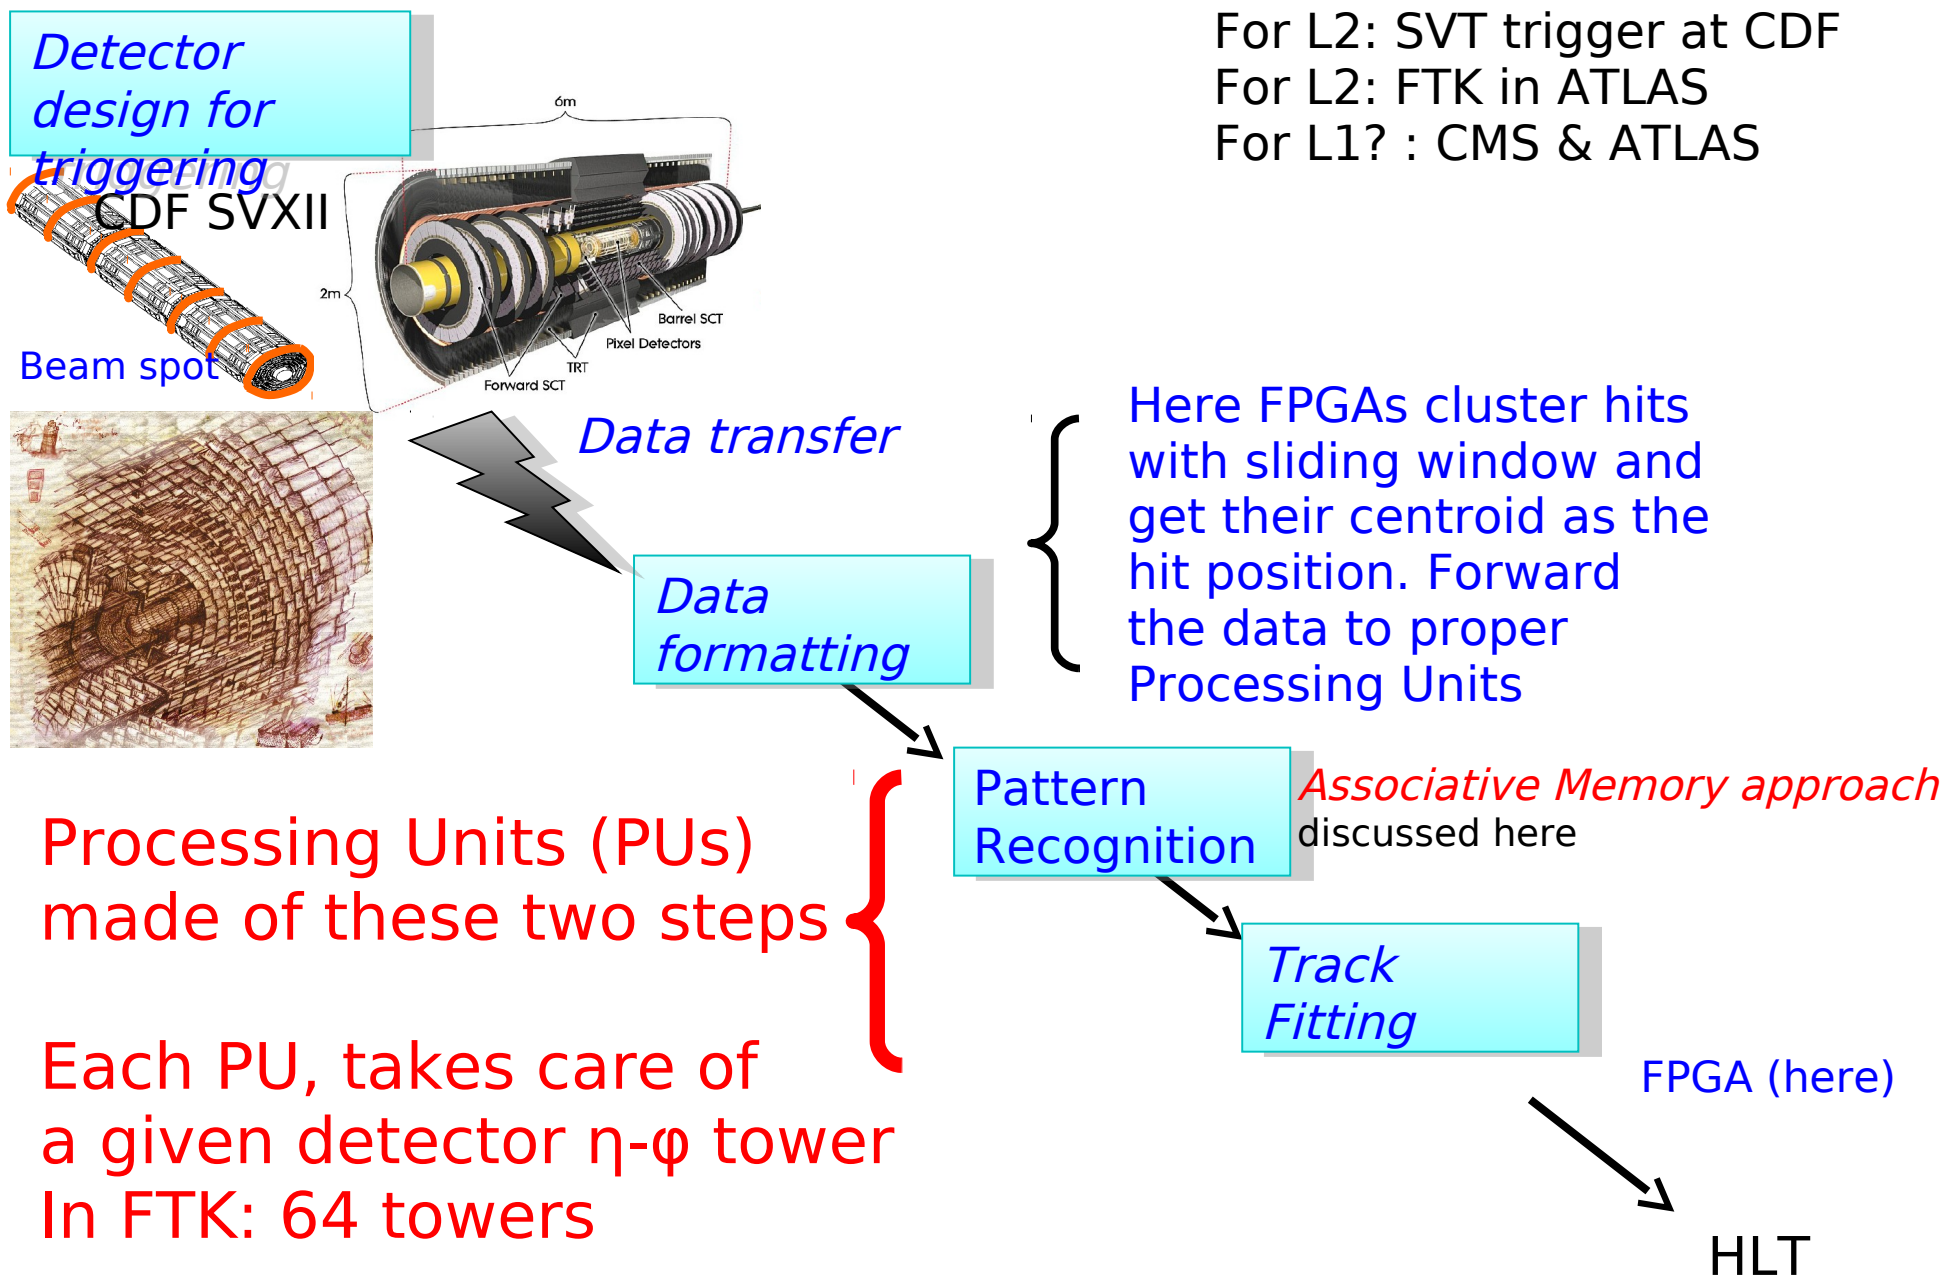 Detector
design for
triggering
CDF SVXII
Beam spot
For L2: SVT trigger at CDF
For L2: FTK in ATLAS
For L1? : CMS & ATLAS
6m
2m
Barrel SCT
Pixel Detectors
TRT
Forward SCT
Data transfer
Here FPGAs cluster hits
with sliding window and
get their centroid as the
hit position. Forward
the data to proper
Processing Units
Data
formatting
Pattern
Recognition
Associative Memory approach
discussed here
Processing Units (PUs)
made of these two steps
Track
Fitting
Each PU, takes care of
a given detector η-φ tower
In FTK: 64 towers
FPGA (here)
HLT